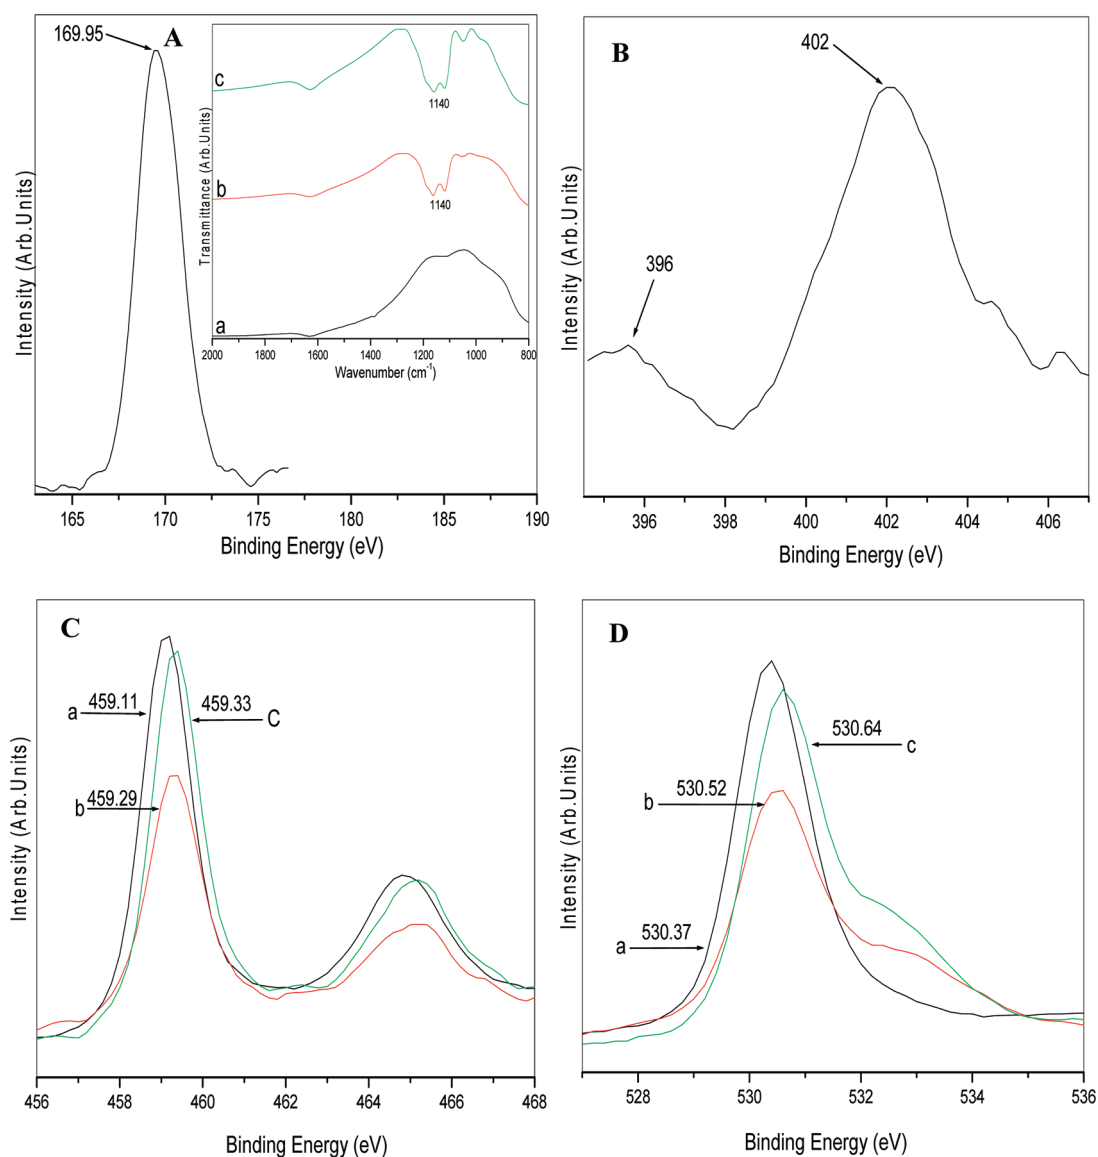 169.95
A
c
1140
b
1140
a
2000 1800 1600 1400 1200 1000 800
Wavenumber (cm-1)
Transmittance (Arb.Units)
165 170 175 180 185 190
Binding Energy (eV)
Intensity (Arb.Units)
B
402
396
396 398 400 402 404 406
Binding Energy (eV)
Intensity (Arb.Units)
C
a 459.11
459.33 C
b 459.29
456 458 460 462 464 466 468
Binding Energy (eV)
Intensity (Arb.Units)
D
530.64 c
b 530.52
a 530.37
528 530 532 534 536
Binding Energy (eV)
Intensity (Arb.Units)